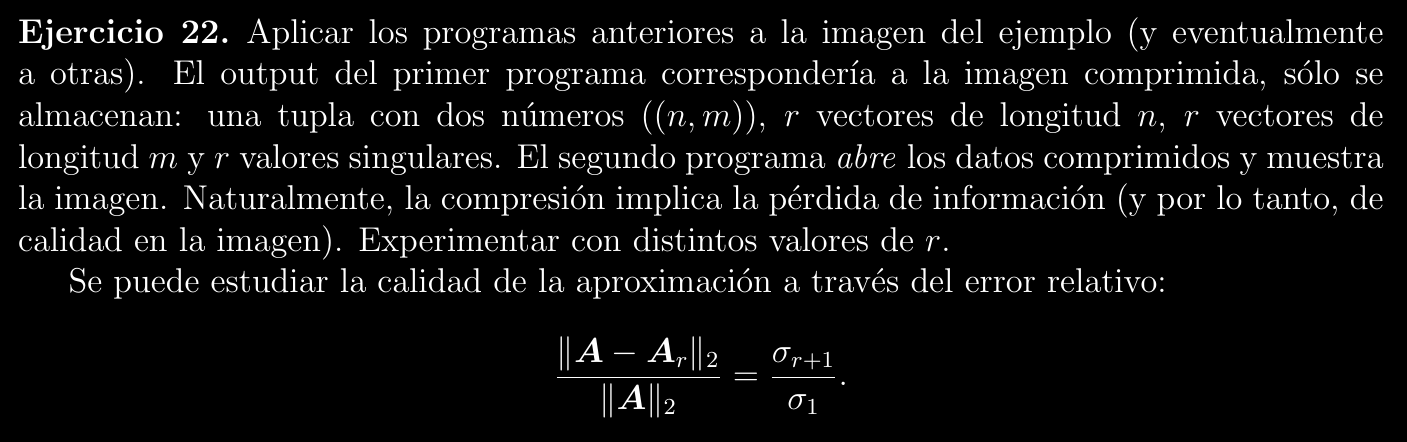 Ejercicio 22. Aplicar los programas anteriores a la imagen del ejemplo (y eventualmente
a otras). El output del primer programa correspondería a la imagen comprimida, sólo se
almacenan: una tupla con dos números ((n, m)), r vectores de longitud n, r vectores de
longitud m y r valores singulares. El segundo programa abre los datos comprimidos y muestra
la imagen. Naturalmente, la compresión implica la pérdida de información (y por lo tanto, de
calidad en la imagen). Experimentar con distintos valores de r.
Se puede estudiar la calidad de la aproximación a través del error relativo:
‖A − Aᵣ‖₂ / ‖A‖₂ = σᵣ₊₁ / σ₁.